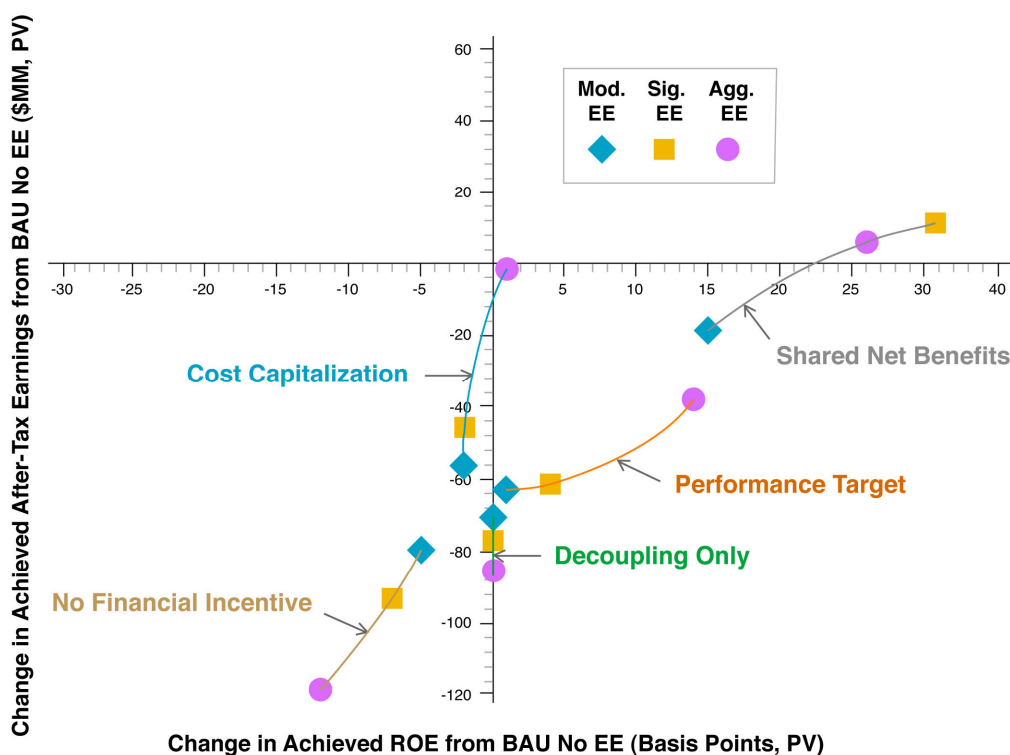 Change in Achieved After-Tax Earnings from BAU No EE ($MM, PV)
60
40
20
-20
-40
-60
-80
-100
-120
Mod. Sig. Agg.
EE EE EE
-30 -25 -20 -15 -10 -5 5 10 15 20 25 30 40
Shared Net Benefits
Cost Capitalization
Performance Target
Decoupling Only
No Financial Incentive
Change in Achieved ROE from BAU No EE (Basis Points, PV)